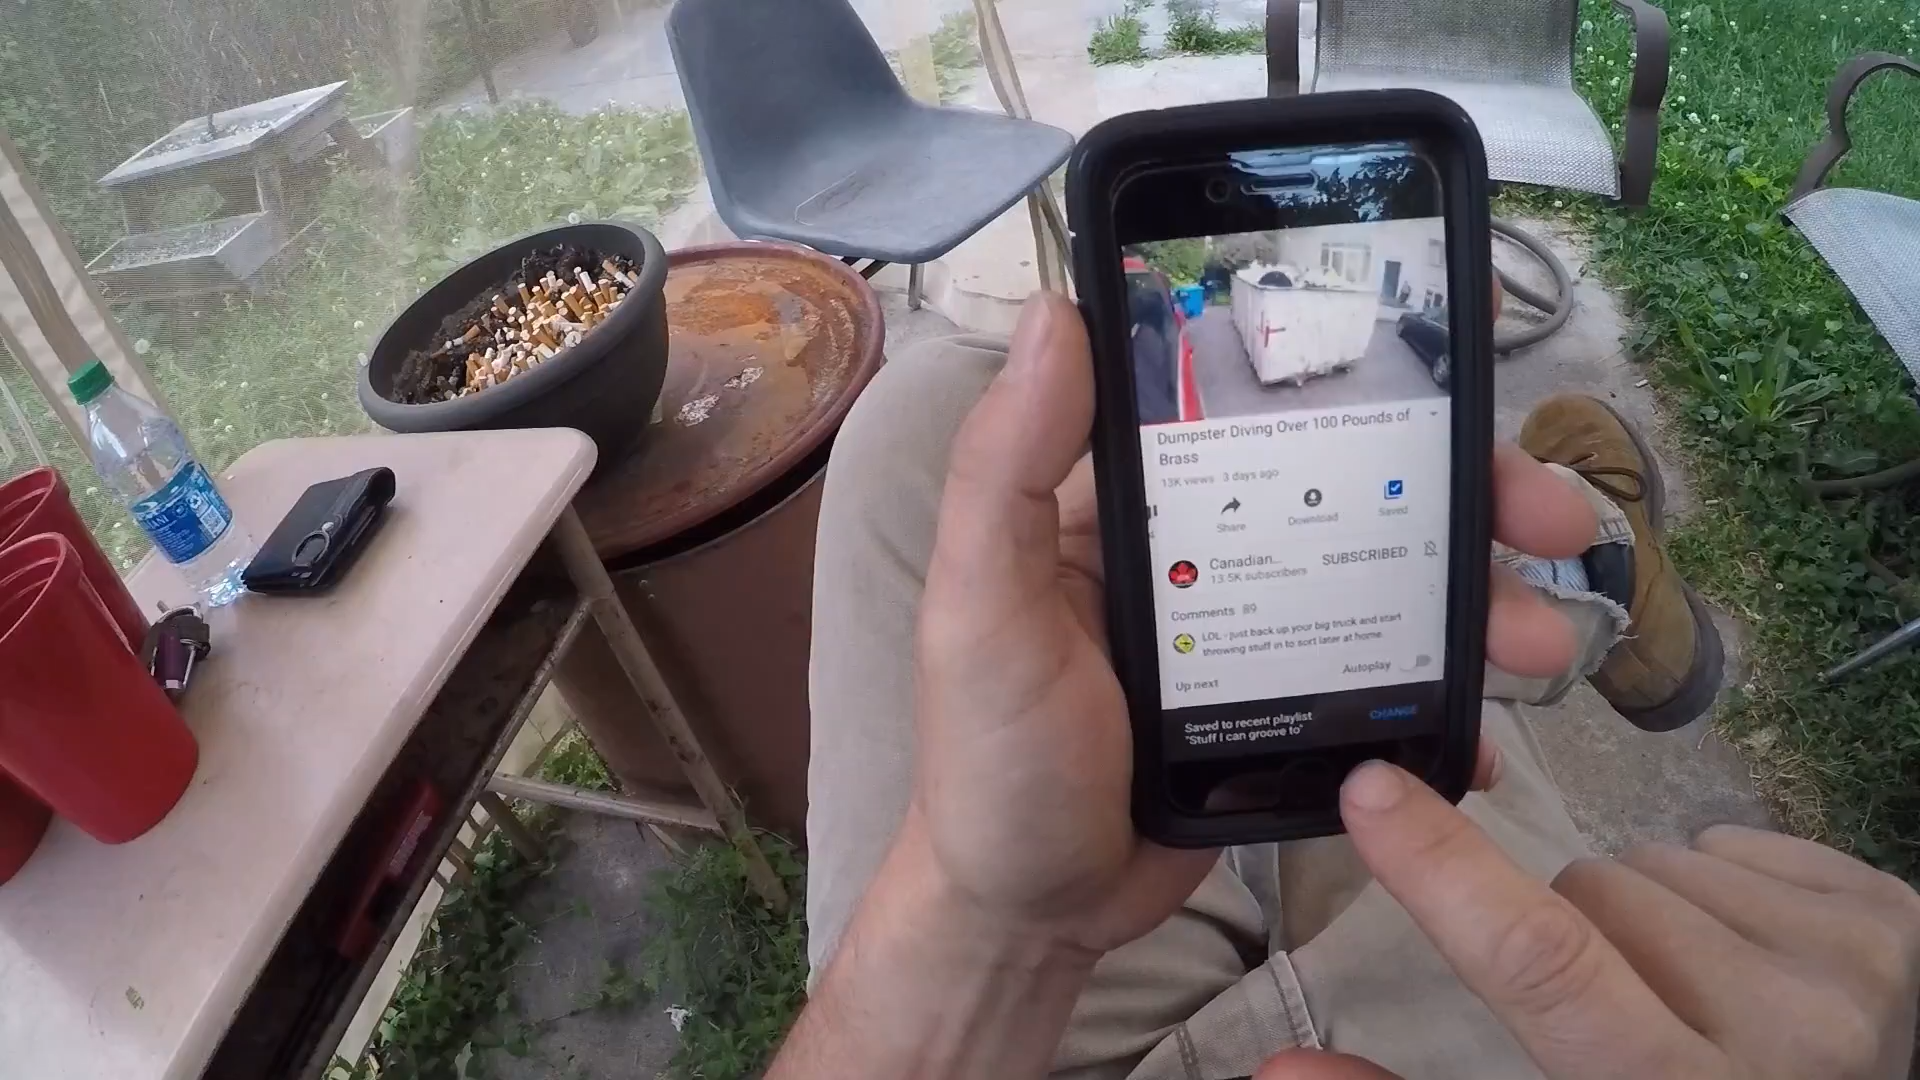 Dumpster Diving Over 100 Pounds of
Brass
13K views 3 days ago
Share
Download
Saved
Canadian...
SUBSCRIBED
13.5K subscribers
Comments 89
LOL - just back up your big truck and start
throwing stuff in to sort later at home.
Autoplay
Up next
Saved to recent playlist
"Stuff I can groove to"
CHANGE